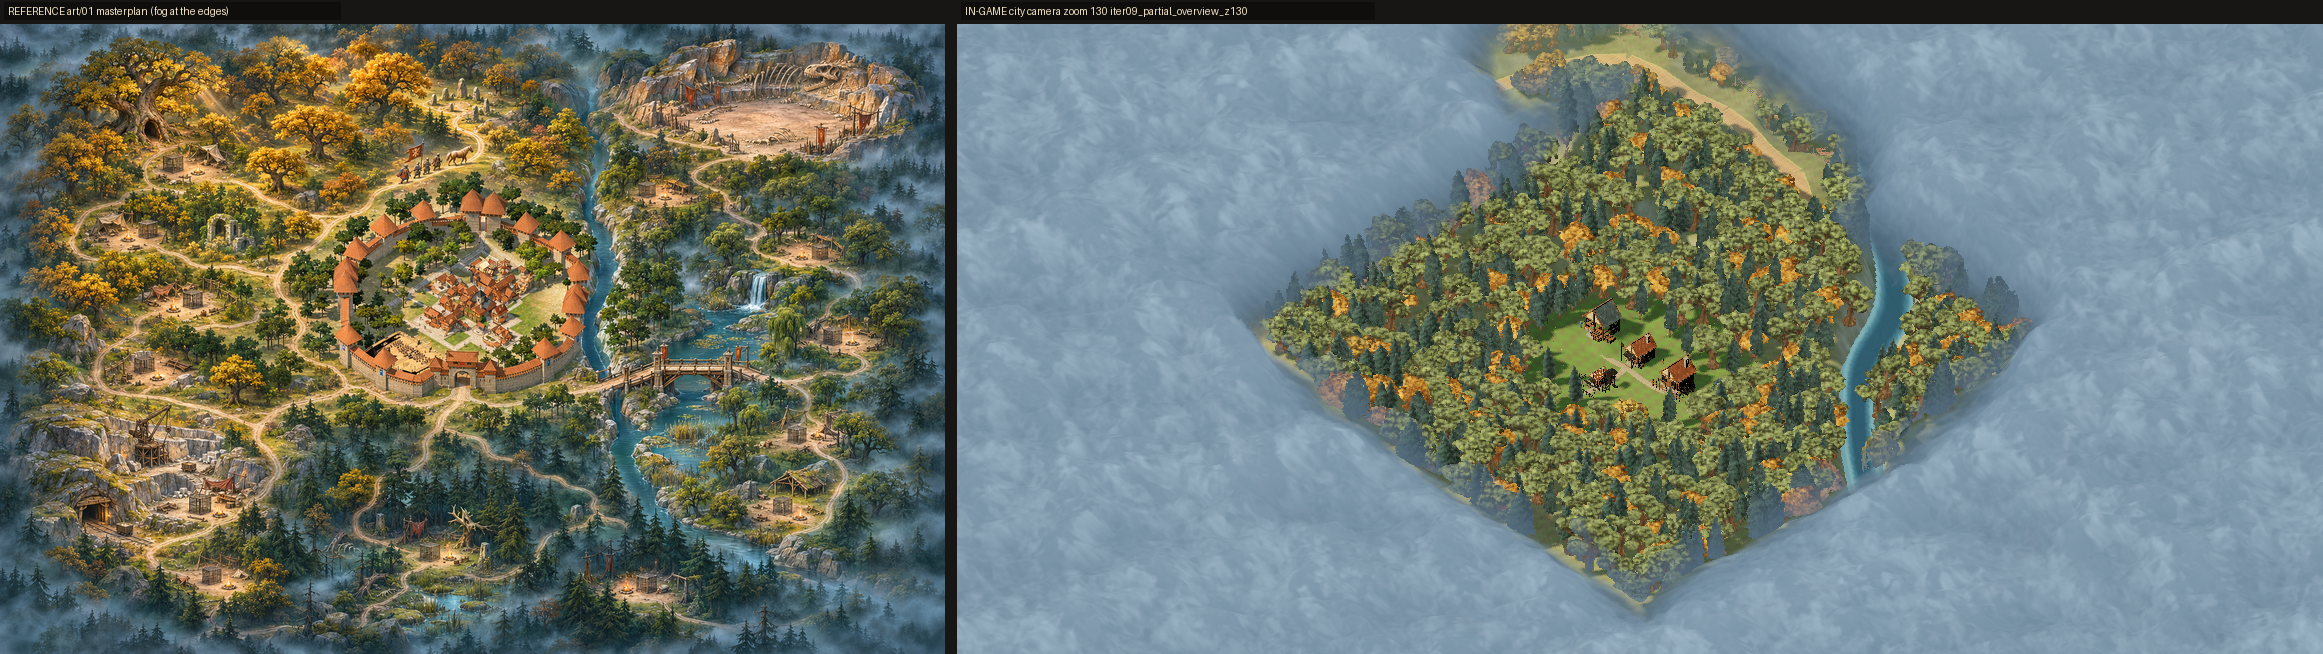 REFERENCE art/01 masterplan (fog at the edges)
IN-GAME city camera zoom 130 iter09_partial_overview_z130